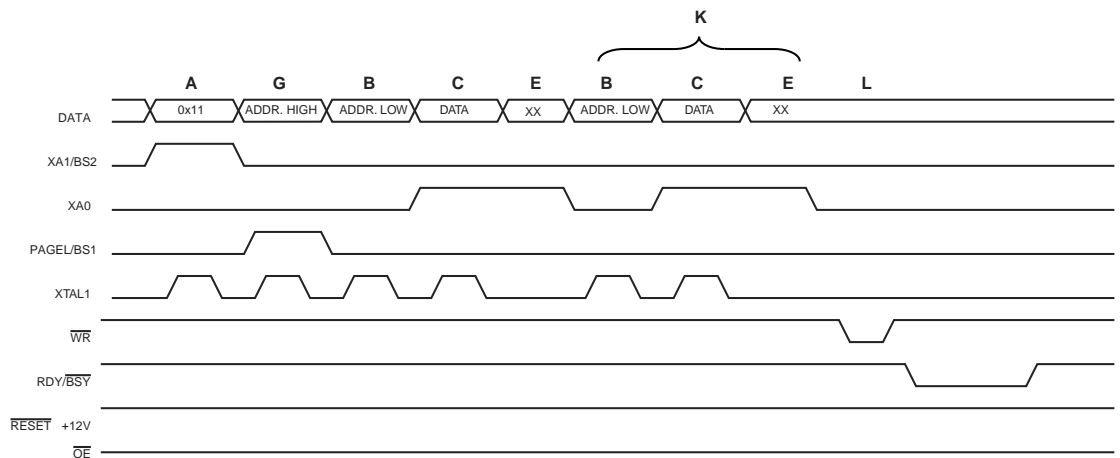 K
A G B C E B C E L
DATA 0x11 ADDR. HIGH ADDR. LOW DATA XX ADDR. LOW DATA XX
XA1/BS2
XA0
PAGEL/BS1
XTAL1
WR
RDY/BSY
RESET +12V
OE